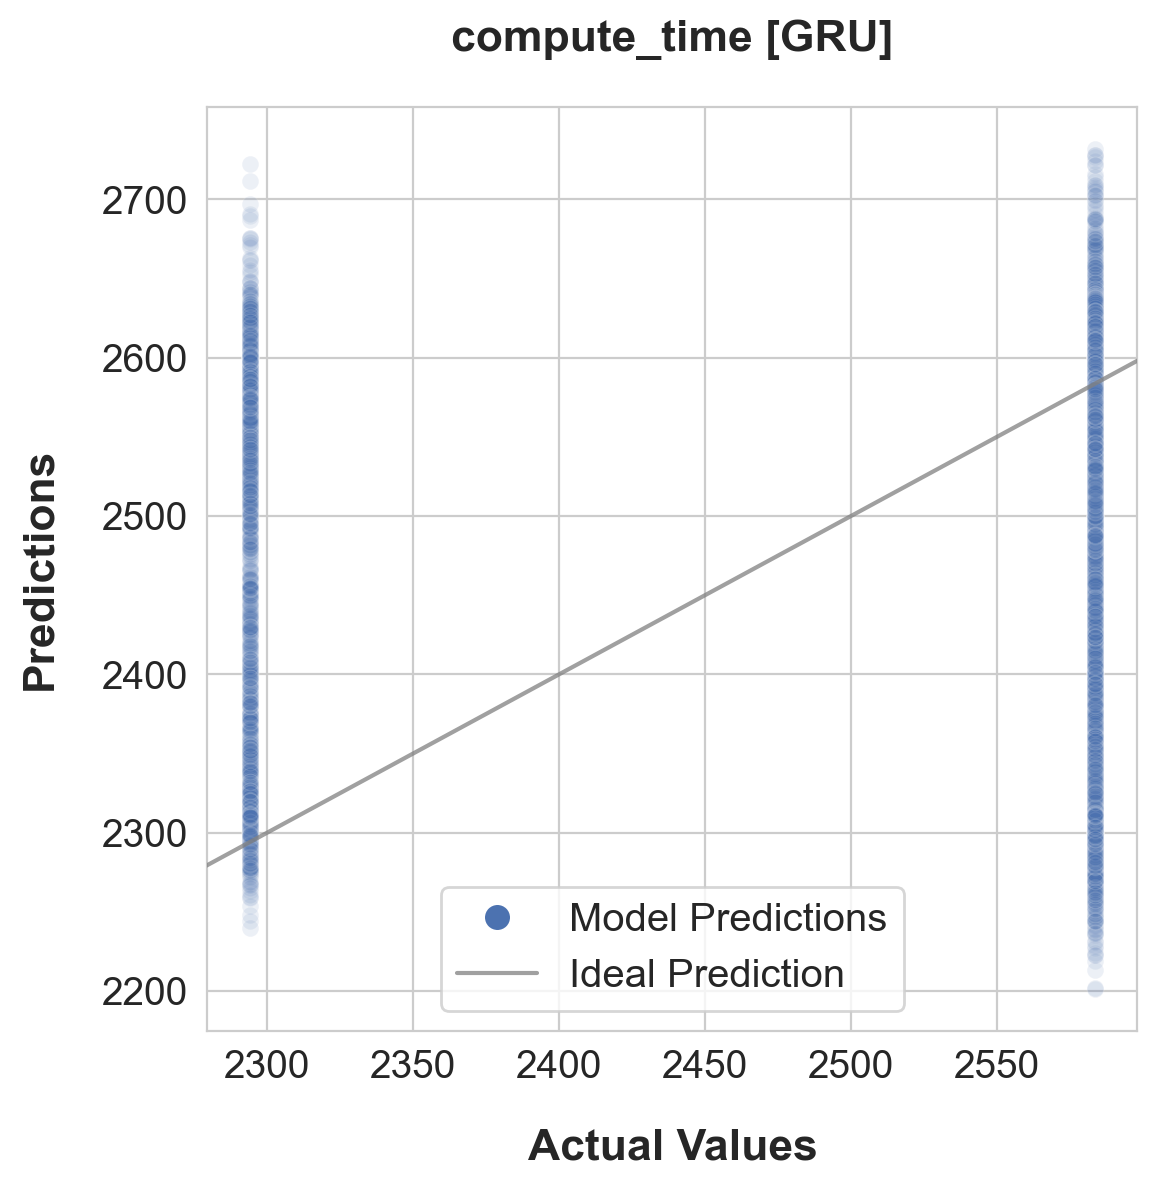 compute_time [GRU]
2700
2600
2500
2400
2300
2200
Predictions
Model Predictions
Ideal Prediction
2300 2350 2400 2450 2500 2550
Actual Values